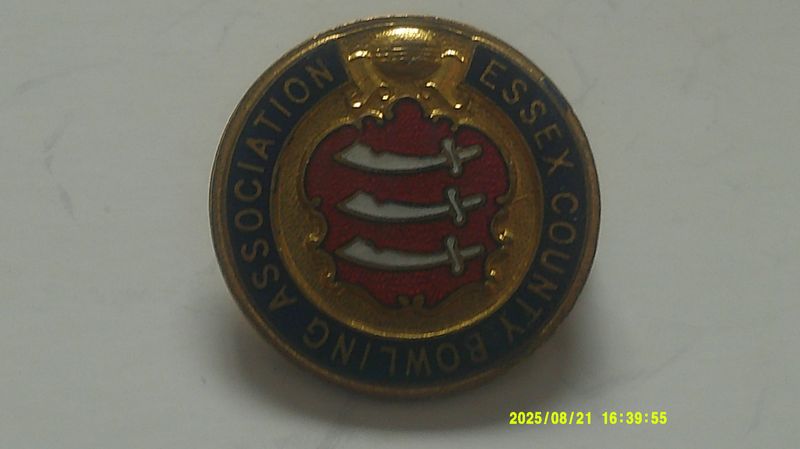 ESSEX COUNTY BOWLING ASSOCIATION
2025/08/21 16:39:55